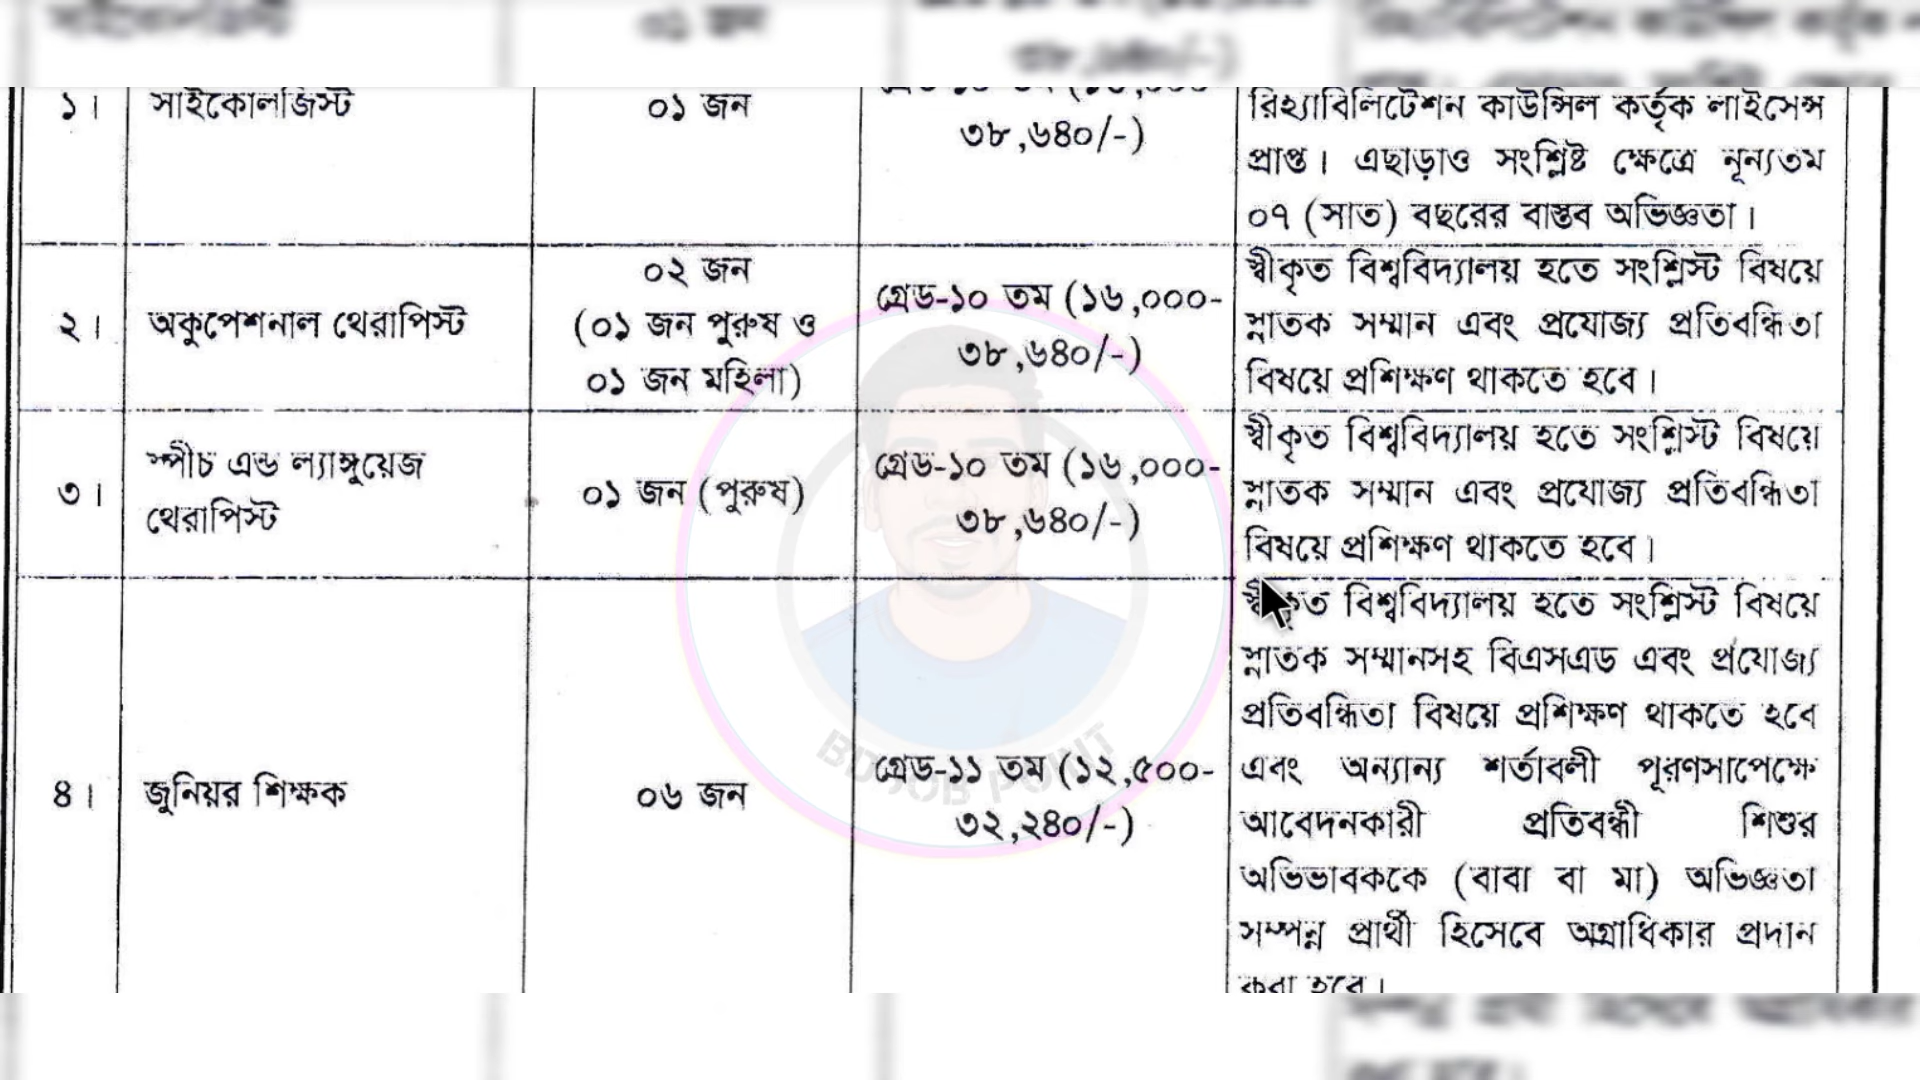 ১। সাইকোলজিস্ট ০১ জন
৩৮,৬৪০/-)
রিহ্যাবিলিটেশন কাউন্সিল কর্তৃক লাইসেন্স
প্রাপ্ত। এছাড়াও সংশ্লিষ্ট ক্ষেত্রে নূন্যতম
০৭ (সাত) বছরের বাস্তব অভিজ্ঞতা।
২। অকুপেশনাল থেরাপিস্ট
০২ জন
(০১ জন পুরুষ ও
০১ জন মহিলা)
গ্রেড-১০ তম (১৬,০০০-
৩৮,৬৪০/-)
স্বীকৃত বিশ্ববিদ্যালয় হতে সংশ্লিস্ট বিষয়ে
স্নাতক সম্মান এবং প্রযোজ্য প্রতিবন্ধিতা
বিষয়ে প্রশিক্ষণ থাকতে হবে।
৩।
স্পীচ এন্ড ল্যাঙ্গুয়েজ
থেরাপিস্ট
০১ জন (পুরুষ)
গ্রেড-১০ তম (১৬,০০০-
৩৮,৬৪০/-)
স্বীকৃত বিশ্ববিদ্যালয় হতে সংশ্লিস্ট বিষয়ে
স্নাতক সম্মান এবং প্রযোজ্য প্রতিবন্ধিতা
বিষয়ে প্রশিক্ষণ থাকতে হবে।
৪। জুনিয়র শিক্ষক ০৬ জন
গ্রেড-১১ তম (১২,৫০০-
৩২,২৪০/-)
স্বীকৃত বিশ্ববিদ্যালয় হতে সংশ্লিস্ট বিষয়ে
স্নাতক সম্মানসহ বিএসএড এবং প্রযোজ্য
প্রতিবন্ধিতা বিষয়ে প্রশিক্ষণ থাকতে হবে
এবং অন্যান্য শর্তাবলী পূরণসাপেক্ষে
আবেদনকারী প্রতিবন্ধী শিশুর
অভিভাবককে (বাবা বা মা) অভিজ্ঞতা
সম্পন্ন প্রার্থী হিসেবে অগ্রাধিকার প্রদান
করা হবে।
BD JOB POINT